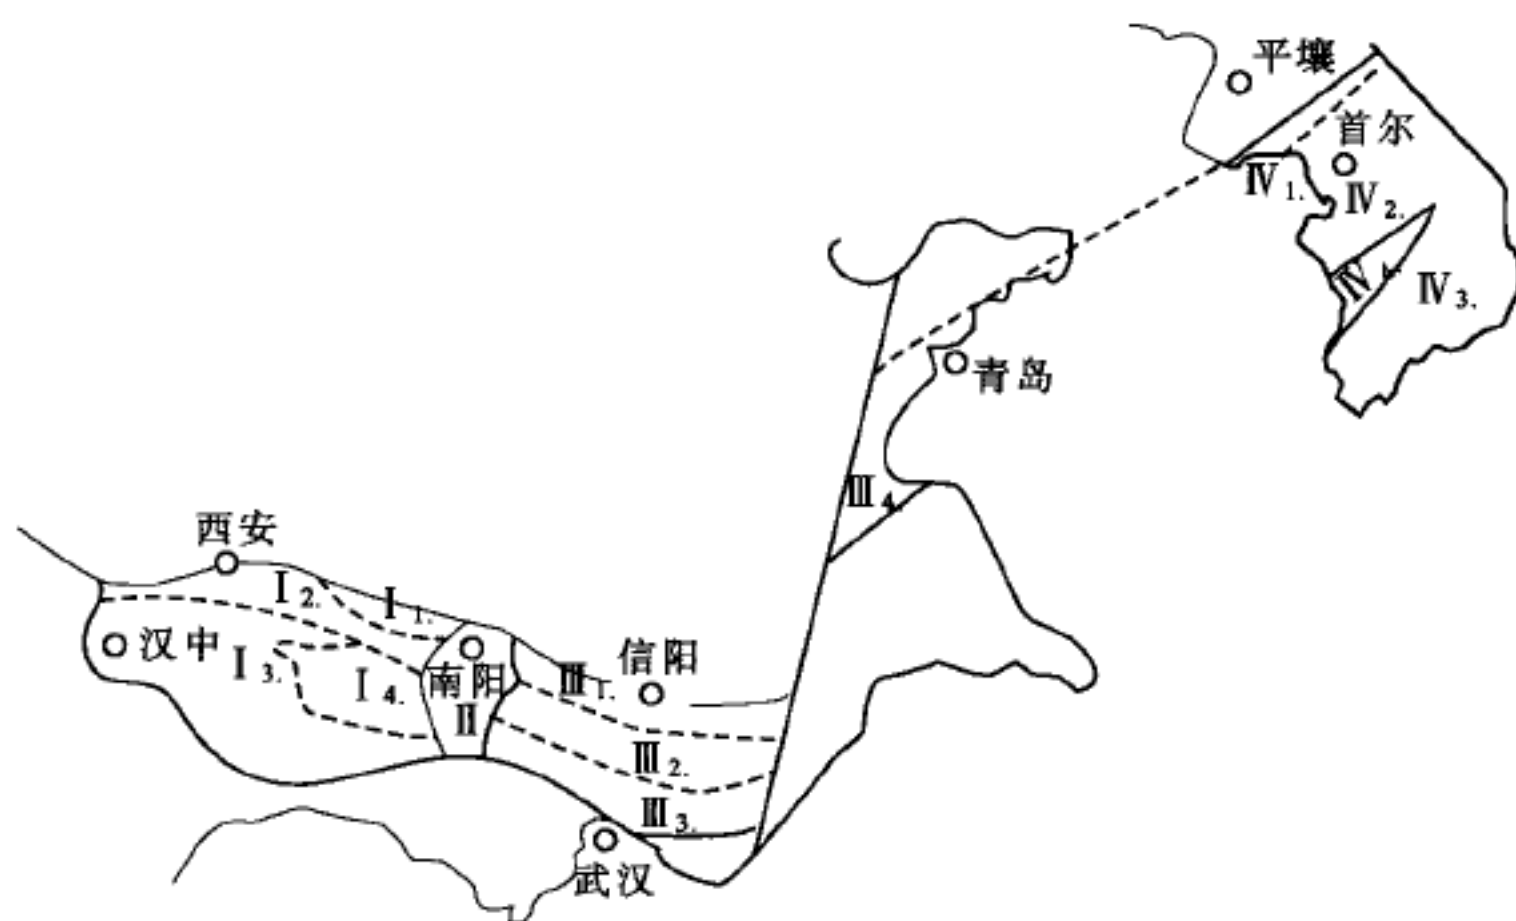 平壤
首尔
Ⅳ1.
Ⅳ2.
Ⅳ3.
青岛
Ⅲ4.
西安
Ⅰ2.
Ⅰ1.
汉中
Ⅰ3.
Ⅰ4.
南阳
Ⅱ
Ⅲ1.
信阳
Ⅲ2.
Ⅲ3.
武汉